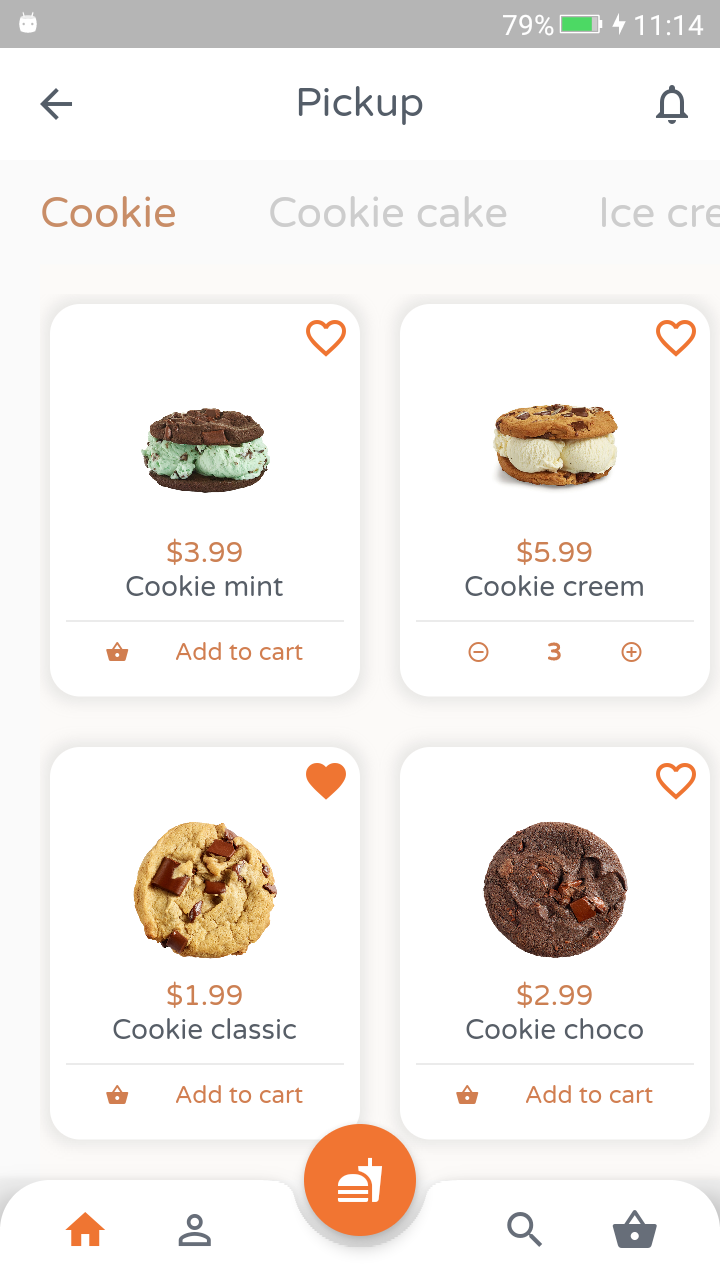 79% 11:14
Pickup
Cookie Cookie cake Ice cre
$3.99
Cookie mint
Add to cart
$5.99
Cookie creem
3
$1.99
Cookie classic
Add to cart
$2.99
Cookie choco
Add to cart